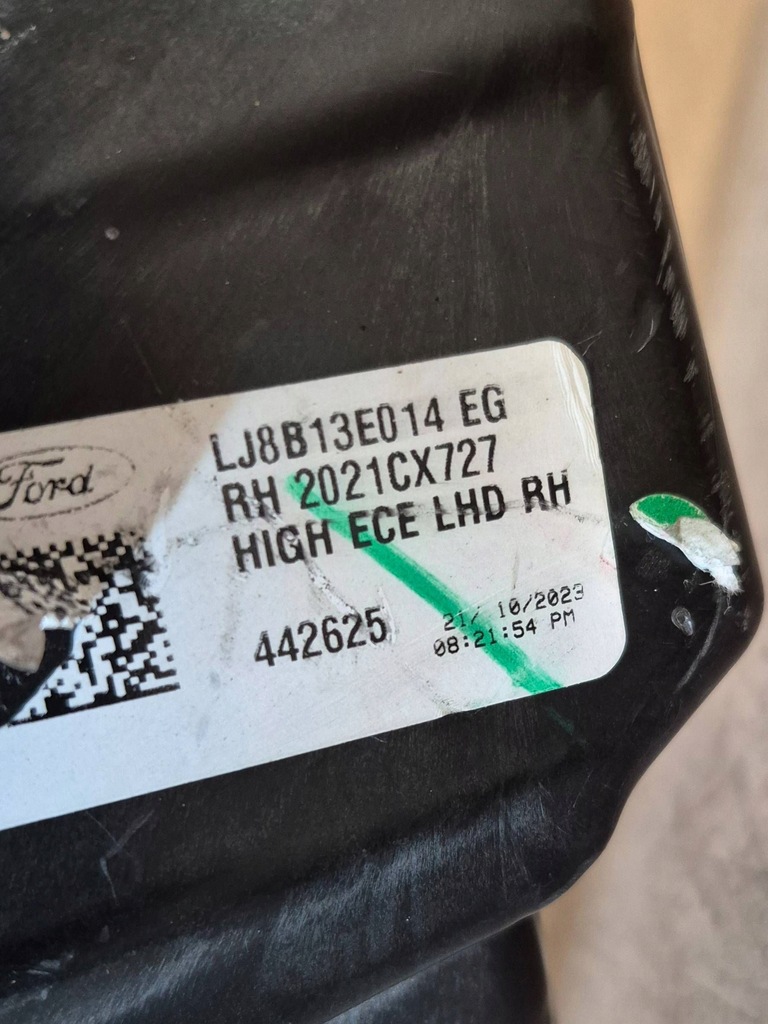 Ford
LJ8B13E014 EG
RH 2021CX727
HIGH ECE LHD RH
442625
21/ 10/2023
08:21:54 PM